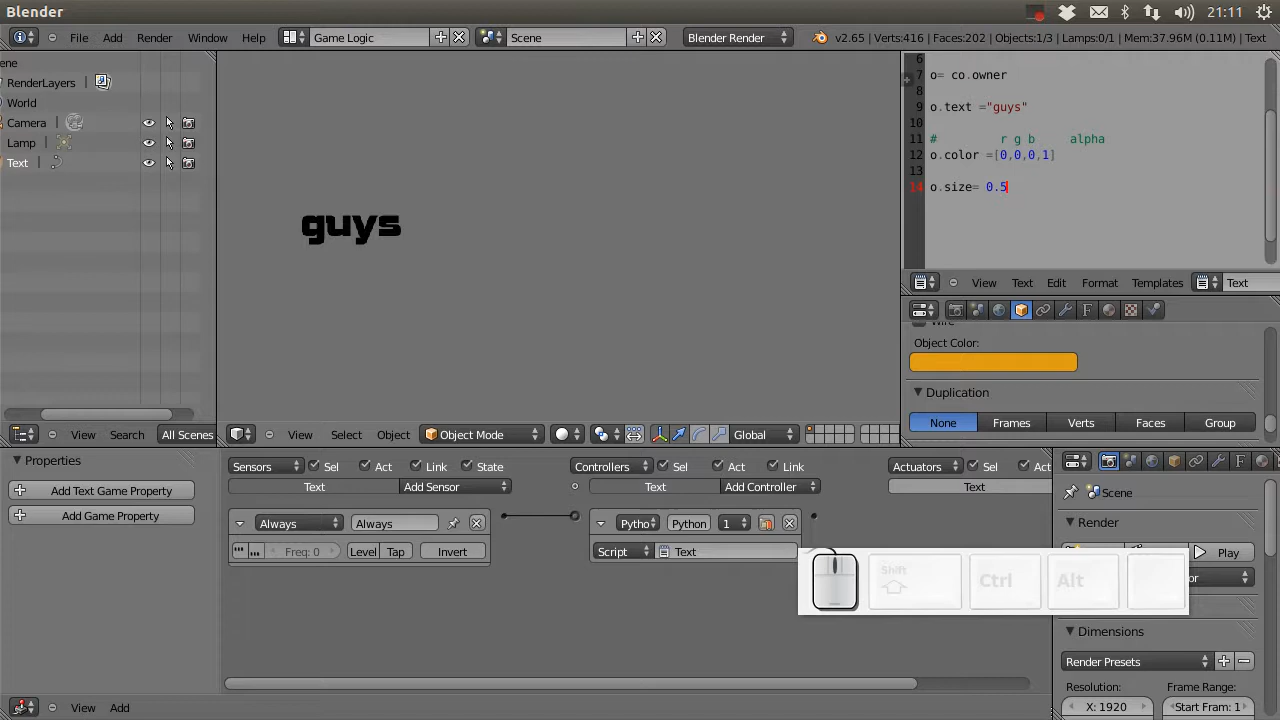 Blender
21:11
File Add Render Window Help Game Logic Scene Blender Render v2.65 | Verts:416 | Faces:202 | Objects:1/3 | Lamps:0/1 | Mem:37.96M (0.11M) | Text
ene
RenderLayers |
World
Camera |
Lamp |
Text |
6
7 o= co.owner
8
9 o.text ="guys"
10
11 # r g b alpha
12 o.color =[0,0,0,1]
13
14 o.size= 0.5
guys
View Text Edit Format Templates Text
Wire
Object Color:
Duplication
None Frames Verts Faces Group
View Search All Scenes
View Select Object Object Mode Global
Properties
Add Text Game Property
Add Game Property
Sensors Sel Act Link State
Text Add Sensor
Always Always
Freq: 0 Level Tap Invert
Controllers Sel Act Link
Text Add Controller
Pytho Python 1
Script Text
Actuators Sel Act
Text
Shift Ctrl Alt
Scene
Render
Play
or
Dimensions
Render Presets
Resolution: Frame Range:
X: 1920 Start Fram: 1
View Add